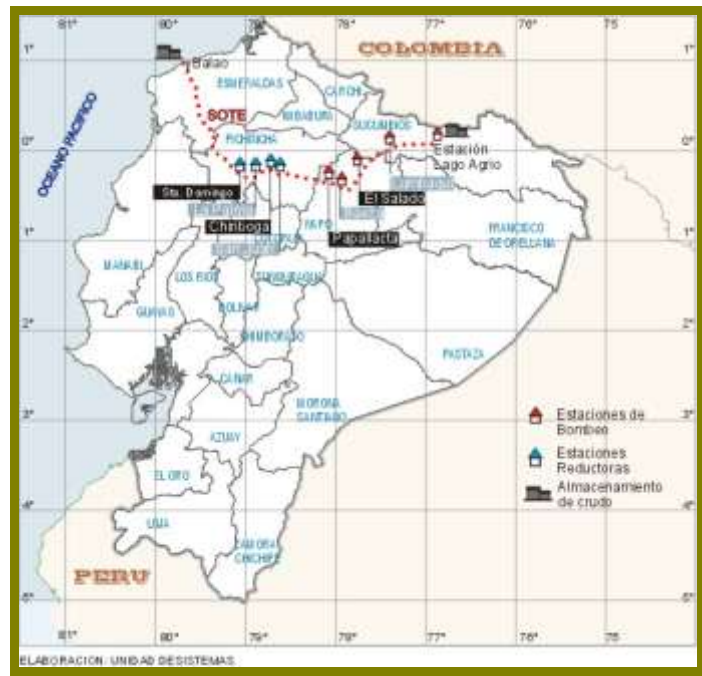 81° 80° 79° 78° 77° 76° 75
1° 1°
COLOMBIA
Balao
ESMERALDAS
CARCHI
IMBABURA
SUCUMBIOS
SOTE
PICHINCHA
OCEANO PACIFICO
0° 0°
Estación
Lago Agrio
Sta. Domingo
El Salado
Chiriboga
NAPO
Papallacta
FRANCISCO
DE ORELLANA
1° 1°
MANABI
LOS RIOS
TUNGURAGUA
GUAYAS
BOLIVAR
2° 2°
CHIMBORAZO
PASTAZA
CAÑAR
MORONA
SANTIAGO
3° 3°
AZUAY
Estaciones de
Bombeo
Estaciones
Reductoras
Almacenamiento
de crudo
EL ORO
4° 4°
ZAMORA
CHICHIPE
PERU
5° 5°
81° 80° 79° 78° 77° 76° 75
ELABORACION: UNIDAD DE SISTEMAS